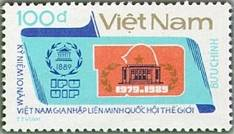 100đ
Việt Nam
KỶ NIỆM 10 NĂM
1889
IPU
UIP
1979-1989
BƯU CHÍNH
VIỆT NAM GIA NHẬP LIÊN MINH QUỐC HỘI THẾ GIỚI